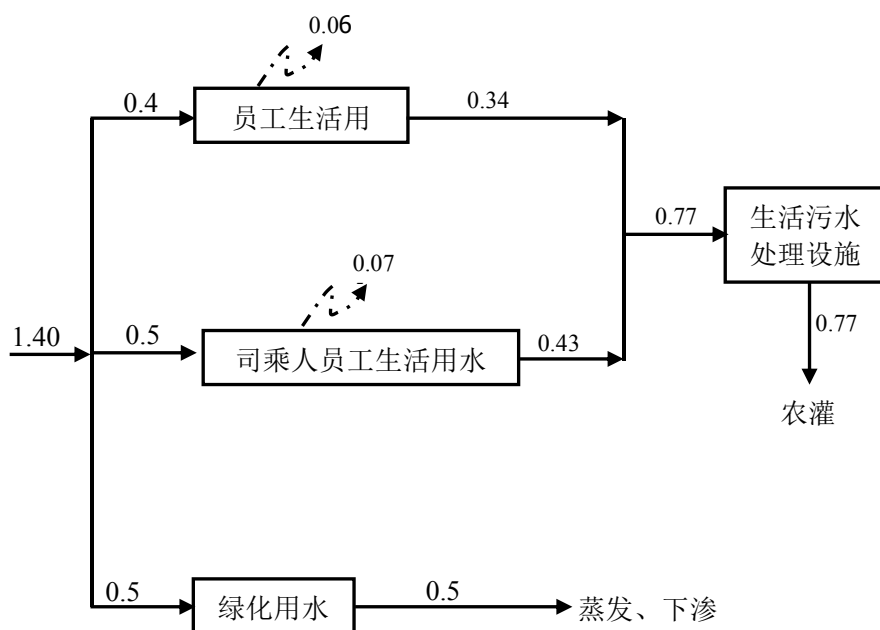 0.06
0.4
员工生活用
0.34
0.77
生活污水
处理设施
0.07
1.40
0.5
司乘人员工生活用水
0.43
0.77
农灌
0.5
绿化用水
0.5
蒸发、下渗